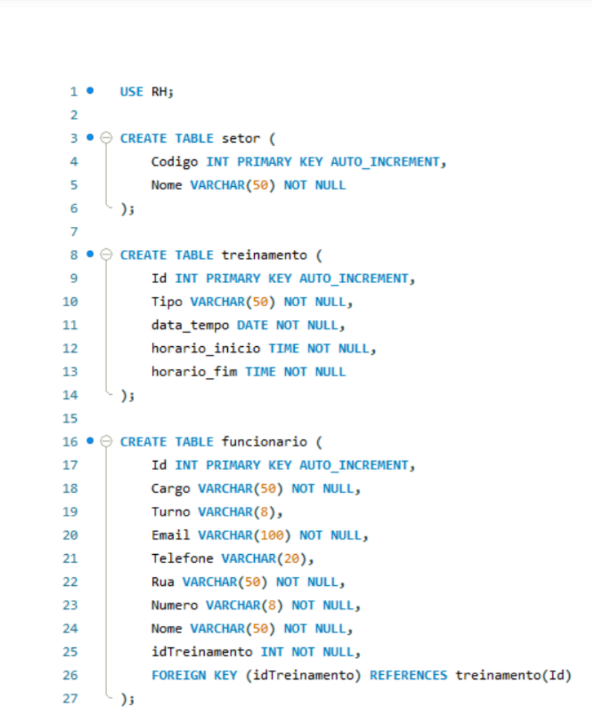 1 USE RH;
2
3 CREATE TABLE setor (
4 Codigo INT PRIMARY KEY AUTO_INCREMENT,
5 Nome VARCHAR(50) NOT NULL
6 );
7
8 CREATE TABLE treinamento (
9 Id INT PRIMARY KEY AUTO_INCREMENT,
10 Tipo VARCHAR(50) NOT NULL,
11 data_tempo DATE NOT NULL,
12 horario_inicio TIME NOT NULL,
13 horario_fim TIME NOT NULL
14 );
15
16 CREATE TABLE funcionario (
17 Id INT PRIMARY KEY AUTO_INCREMENT,
18 Cargo VARCHAR(50) NOT NULL,
19 Turno VARCHAR(8),
20 Email VARCHAR(100) NOT NULL,
21 Telefone VARCHAR(20),
22 Rua VARCHAR(50) NOT NULL,
23 Numero VARCHAR(8) NOT NULL,
24 Nome VARCHAR(50) NOT NULL,
25 idTreinamento INT NOT NULL,
26 FOREIGN KEY (idTreinamento) REFERENCES treinamento(Id)
27 );